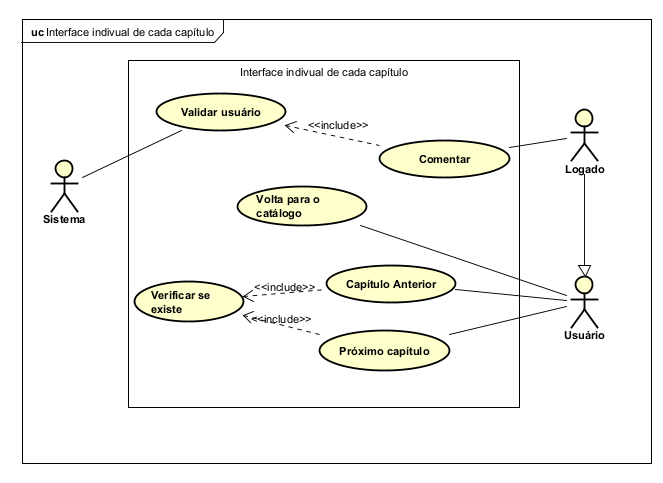 uc Interface indivual de cada capítulo
Interface indivual de cada capítulo
Validar usuário
<<include>>
Comentar
Logado
Sistema
Volta para o
catálogo
Verificar se
existe
<<include>>
Capítulo Anterior
<<include>>
Próximo capítulo
Usuário